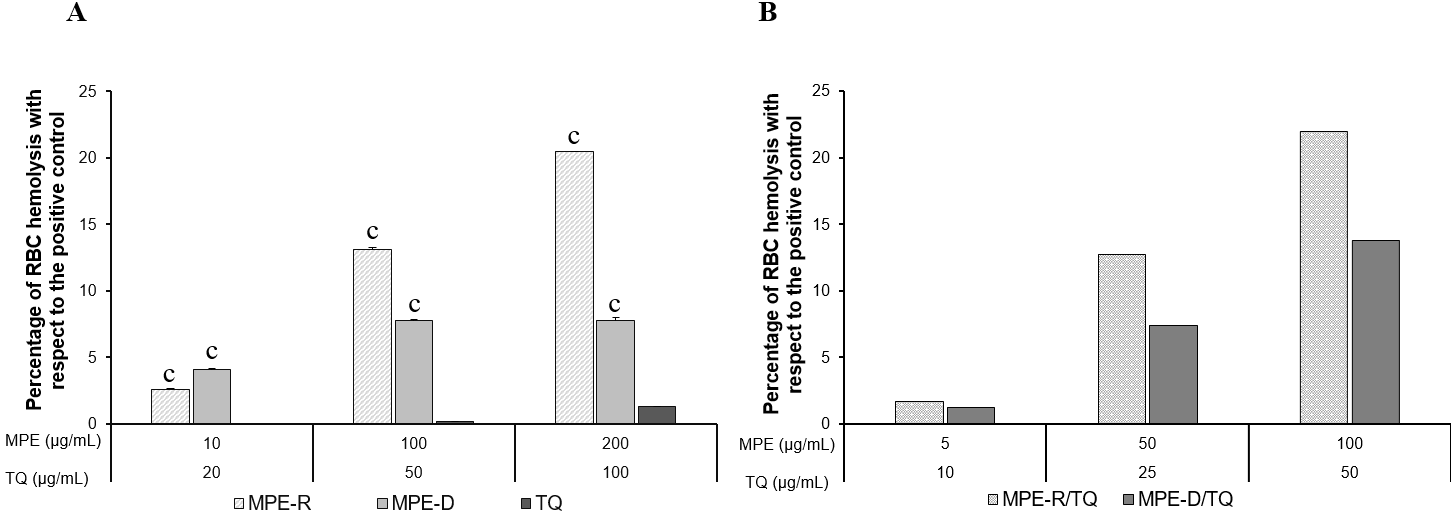 A
Percentage of RBC hemolysis with
respect to the positive control
25
20
15
10
5
0
c
c
c
c
c
c
MPE (µg/mL) 10 100 200
TQ (µg/mL) 20 50 100
MPE-R MPE-D TQ
B
Percentage of RBC hemolysis with
respect to the positive control
25
20
15
10
5
0
MPE (µg/mL) 5 50 100
TQ (µg/mL) 10 25 50
MPE-R/TQ MPE-D/TQ